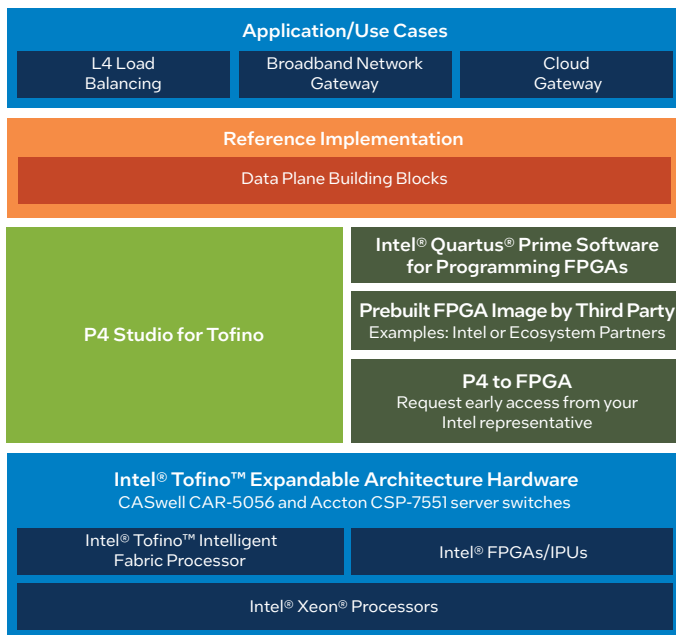 Application/Use Cases
L4 Load
Balancing
Broadband Network
Gateway
Cloud
Gateway
Reference Implementation
Data Plane Building Blocks
P4 Studio for Tofino
Intel® Quartus® Prime Software
for Programming FPGAs
Prebuilt FPGA Image by Third Party
Examples: Intel or Ecosystem Partners
P4 to FPGA
Request early access from your
Intel representative
Intel® Tofino™ Expandable Architecture Hardware
CASwell CAR-5056 and Accton CSP-7551 server switches
Intel® Tofino™ Intelligent
Fabric Processor
Intel® FPGAs/IPUs
Intel® Xeon® Processors